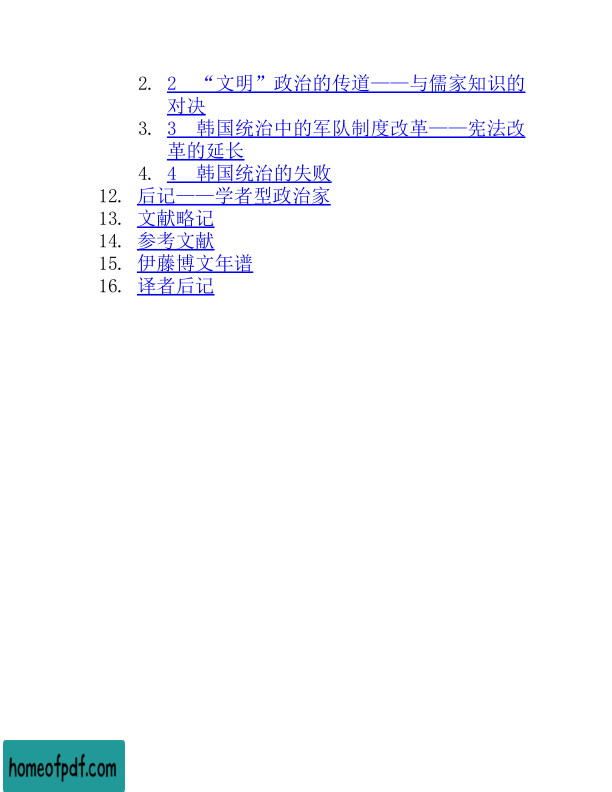 2. 2 “文明”政治的传道——与儒家知识的
对决
3. 3 韩国统治中的军队制度改革——宪法改
革的延长
4. 4 韩国统治的失败
12. 后记——学者型政治家
13. 文献略记
14. 参考文献
15. 伊藤博文年谱
16. 译者后记
homeofpdf.com